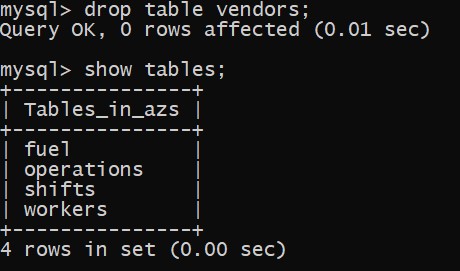 mysql> drop table vendors;
Query OK, 0 rows affected (0.01 sec)
mysql> show tables;
+---------------+
| Tables_in_azs |
+---------------+
| fuel          |
| operations    |
| shifts        |
| workers       |
+---------------+
4 rows in set (0.00 sec)